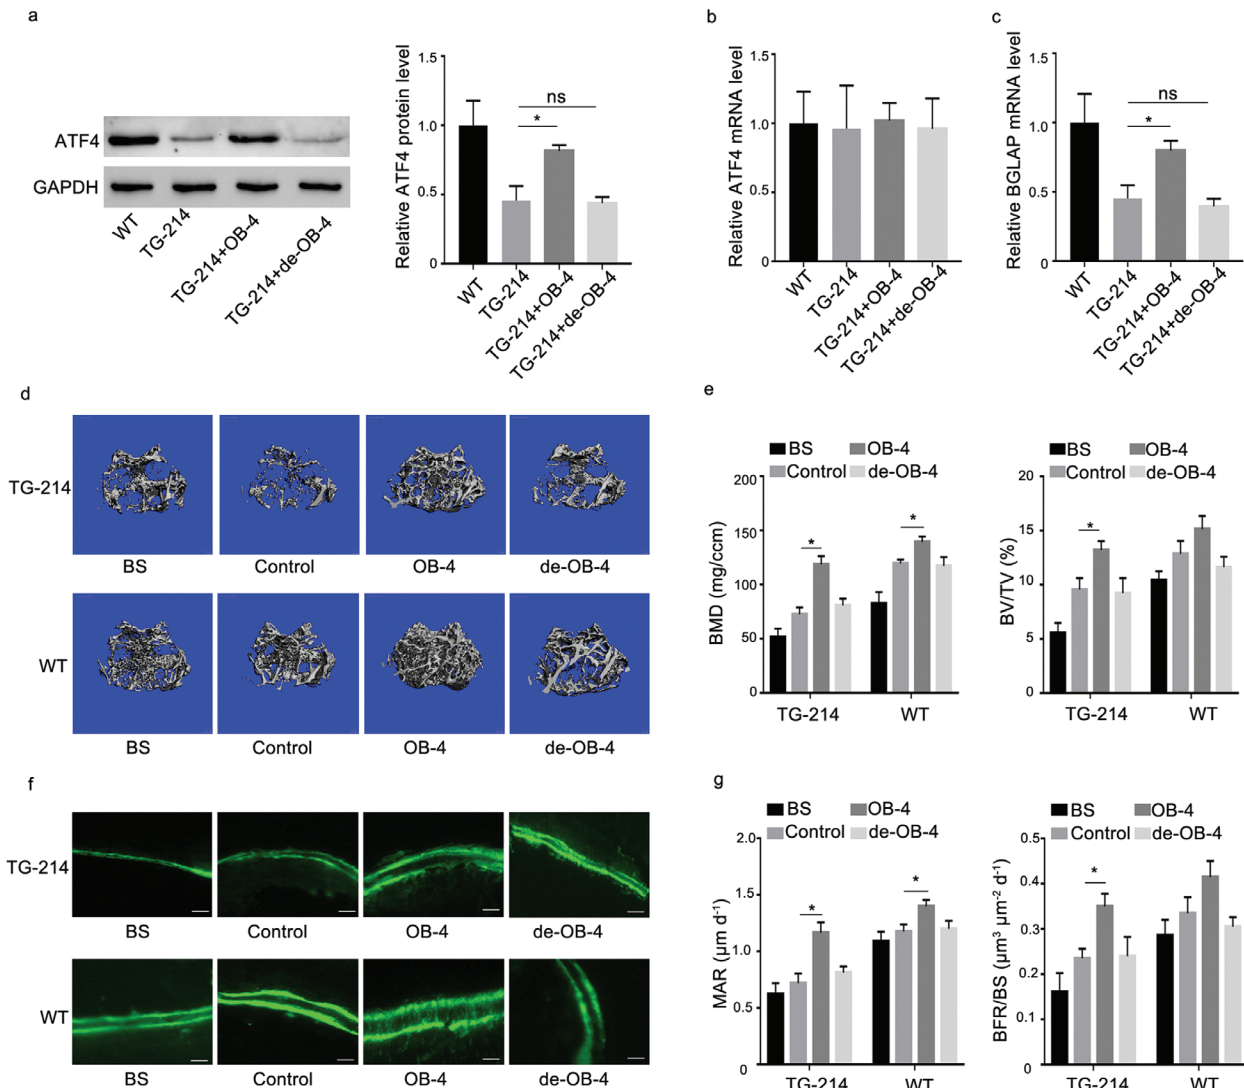 a
ATF4
GAPDH
WT
TG-214
TG-214+OB-4
TG-214+de-OB-4
Relative ATF4 protein level
1.5
1.0
0.5
0
ns
*
WT
TG-214
TG-214+OB-4
TG-214+de-OB-4
b
Relative ATF4 mRNA level
1.5
1.0
0.5
0
WT
TG-214
TG-214+OB-4
TG-214+de-OB-4
c
Relative BGLAP mRNA level
1.5
1.0
0.5
0
ns
*
WT
TG-214
TG-214+OB-4
TG-214+de-OB-4
d
TG-214
BS
Control
OB-4
de-OB-4
WT
BS
Control
OB-4
de-OB-4
e
BS
OB-4
Control
de-OB-4
BMD (mg/ccm)
200
150
100
50
0
*
*
TG-214
WT
BS
OB-4
Control
de-OB-4
BV/TV (%)
20
15
10
5
0
*
TG-214
WT
f
TG-214
BS
Control
OB-4
de-OB-4
WT
BS
Control
OB-4
de-OB-4
g
BS
OB-4
Control
de-OB-4
MAR (μm d⁻¹)
2.0
1.5
1.0
0.5
0
*
*
TG-214
WT
BS
OB-4
Control
de-OB-4
BFR/BS (μm³ μm⁻² d⁻¹)
0.5
0.4
0.3
0.2
0.1
0
*
TG-214
WT